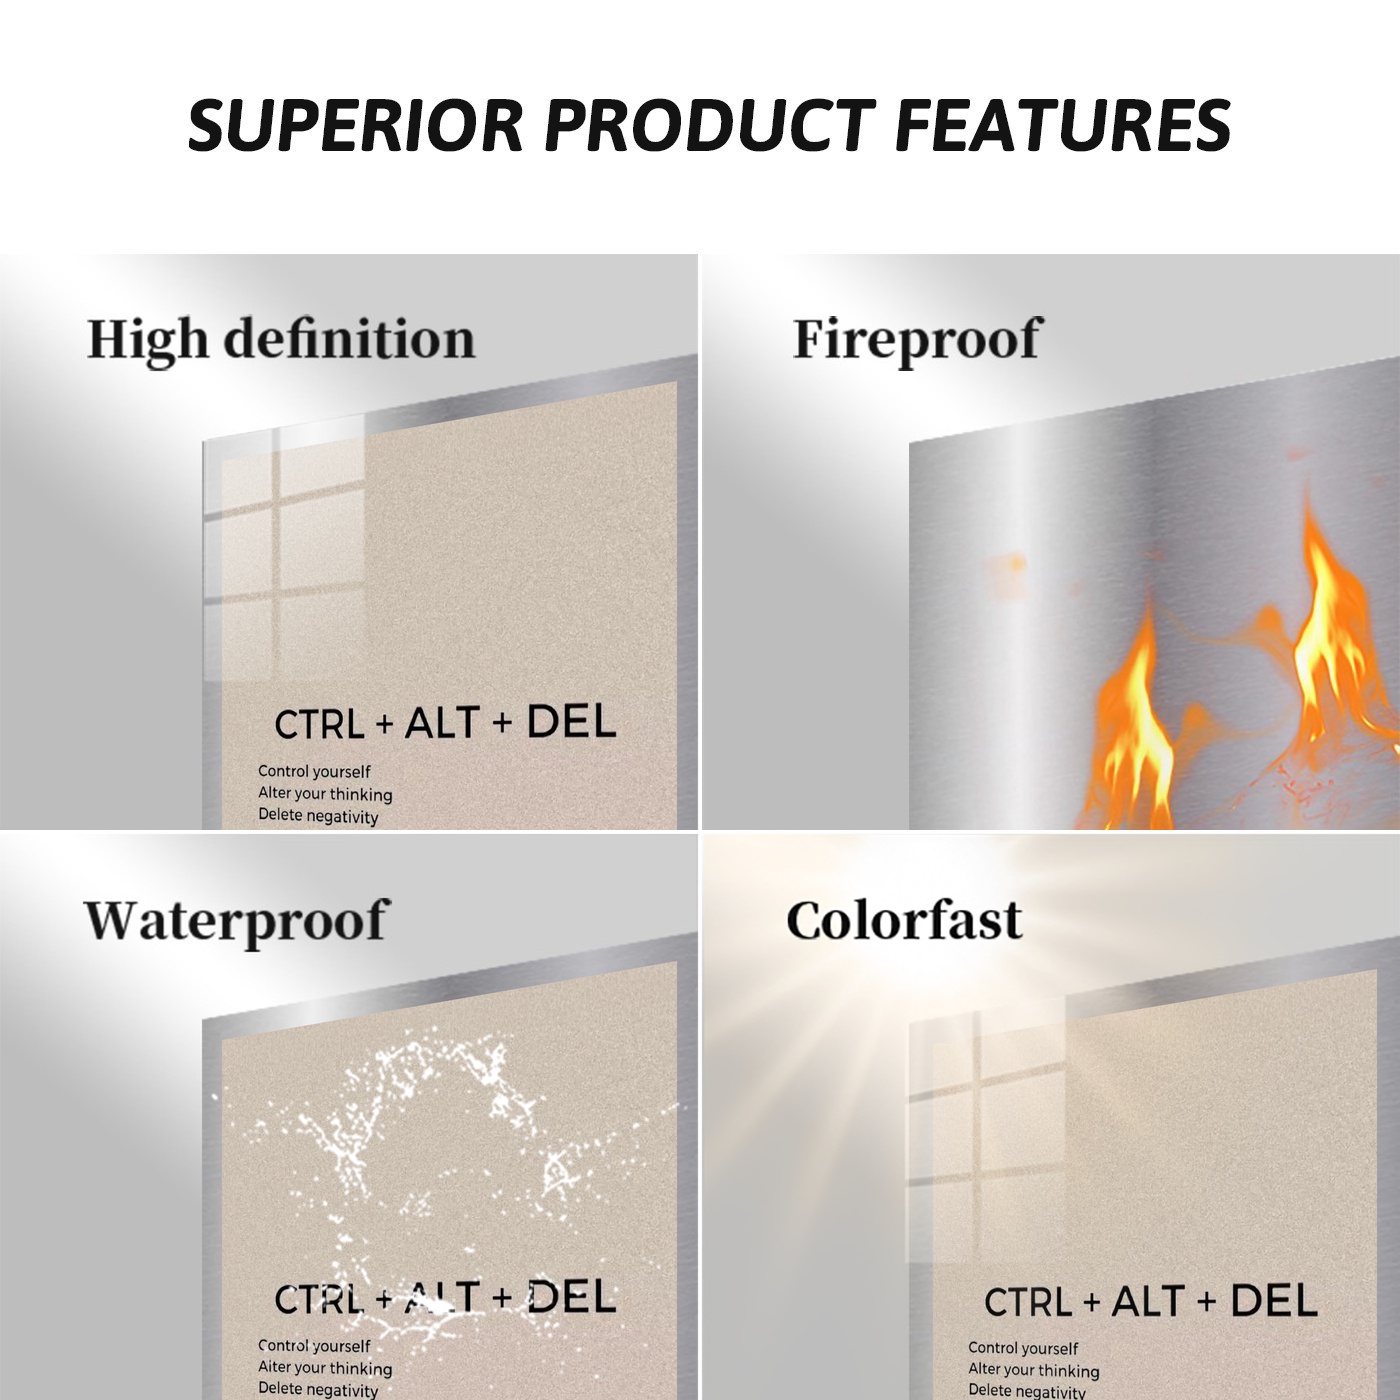 SUPERIOR PRODUCT FEATURES
High definition
CTRL + ALT + DEL
Control yourself
Alter your thinking
Delete negativity
Fireproof
Waterproof
CTRL + ALT + DEL
Control yourself
Alter your thinking
Delete negativity
Colorfast
CTRL + ALT + DEL
Control yourself
Alter your thinking
Delete negativity